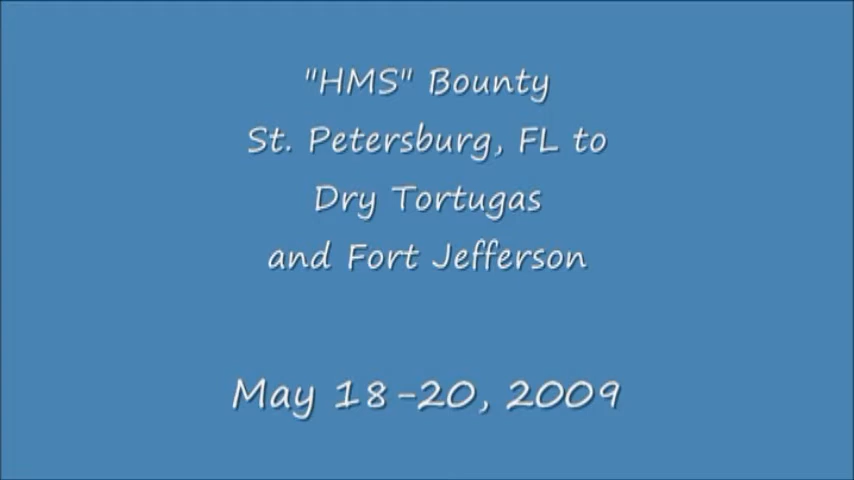 "HMS" Bounty
St. Petersburg, FL to
Dry Tortugas
and Fort Jefferson
May 18-20, 2009